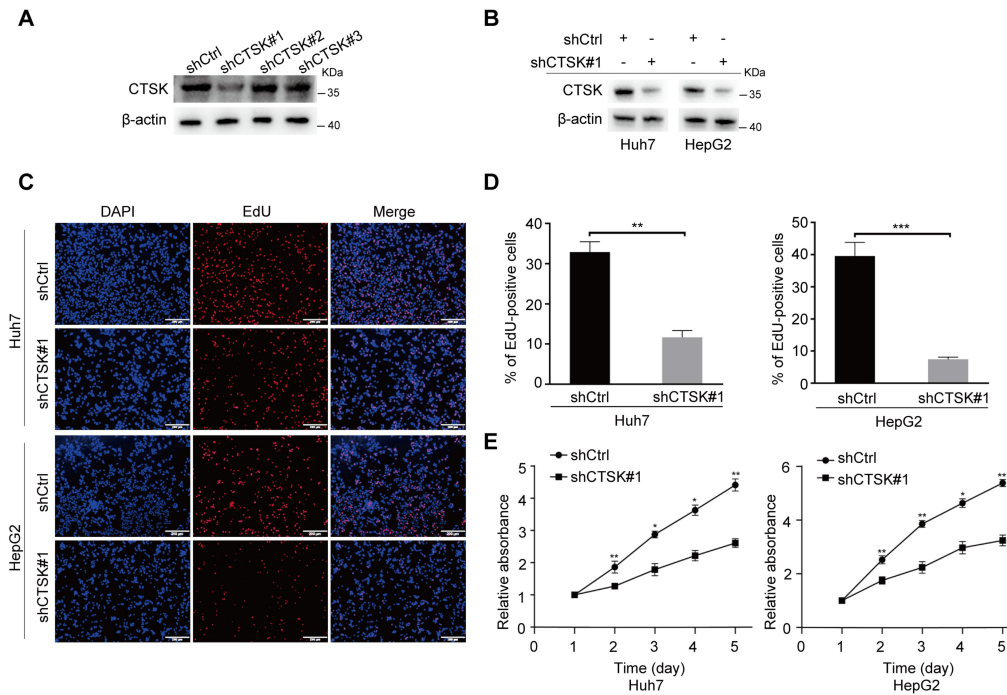 A
shCtrl shCTSK#1 shCTSK#2 shCTSK#3
KDa
CTSK
35
β-actin
40
B
shCtrl + - + -
shCTSK#1 - + - +
KDa
CTSK
35
β-actin
40
Huh7 HepG2
C
DAPI EdU Merge
Huh7
shCtrl
shCTSK#1
HepG2
shCtrl
shCTSK#1
D
% of EdU-positive cells
40
30
20
10
0
**
shCtrl shCTSK#1
Huh7
% of EdU-positive cells
50
40
30
20
10
0
***
shCtrl shCTSK#1
HepG2
E
shCtrl
shCTSK#1
Relative absorbance
5
4
3
2
1
0
** * * **
0 1 2 3 4 5
Time (day)
Huh7
shCtrl
shCTSK#1
Relative absorbance
6
4
2
0
** ** * **
0 1 2 3 4 5
Time (day)
HepG2